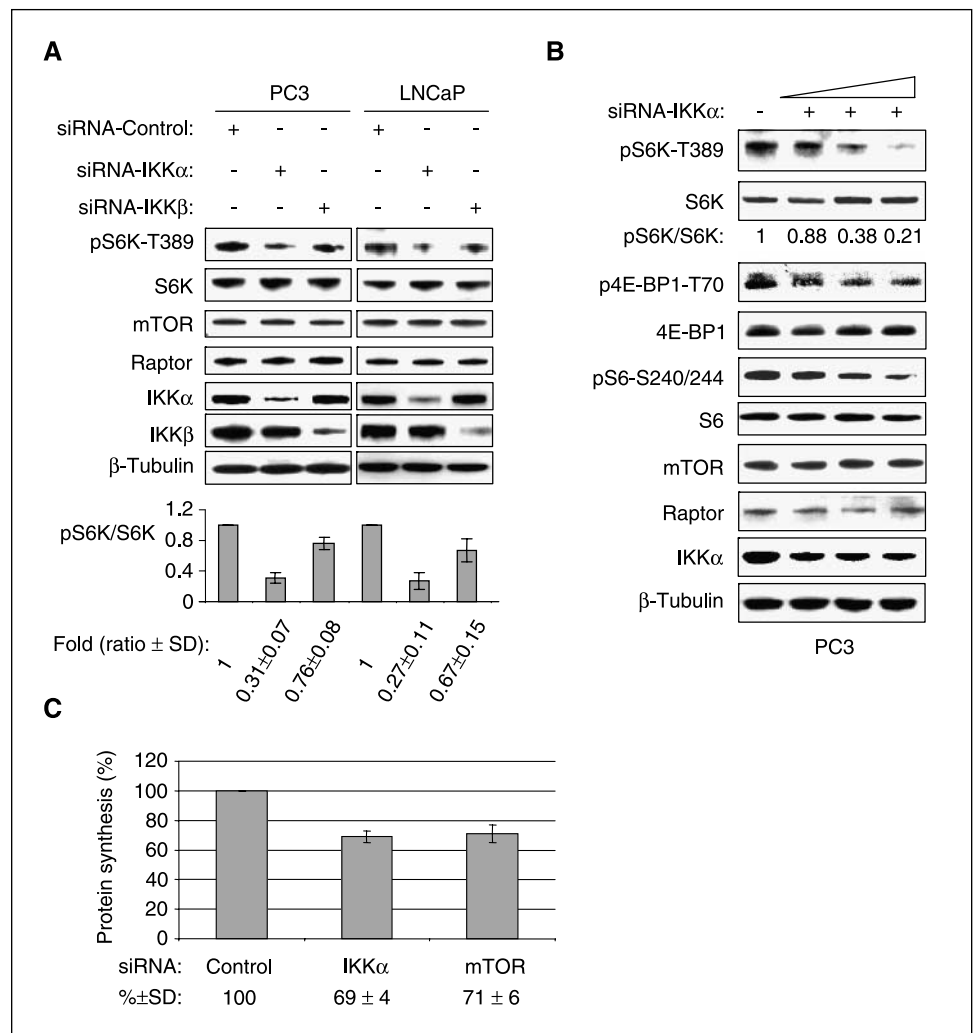 A
PC3 LNCaP
siRNA-Control: + - - + - -
siRNA-IKKα: - + - - + -
siRNA-IKKβ: - - + - - +
pS6K-T389
S6K
mTOR
Raptor
IKKα
IKKβ
β-Tubulin
pS6K/S6K
1.2
0.8
0.4
0
Fold (ratio ± SD): 1 0.31±0.07 0.76±0.08 1 0.27±0.11 0.67±0.15
B
siRNA-IKKα: - + + +
pS6K-T389
S6K
pS6K/S6K: 1 0.88 0.38 0.21
p4E-BP1-T70
4E-BP1
pS6-S240/244
S6
mTOR
Raptor
IKKα
β-Tubulin
PC3
C
Protein synthesis (%)
120
100
80
60
40
20
0
siRNA: Control IKKα mTOR
%±SD: 100 69 ± 4 71 ± 6